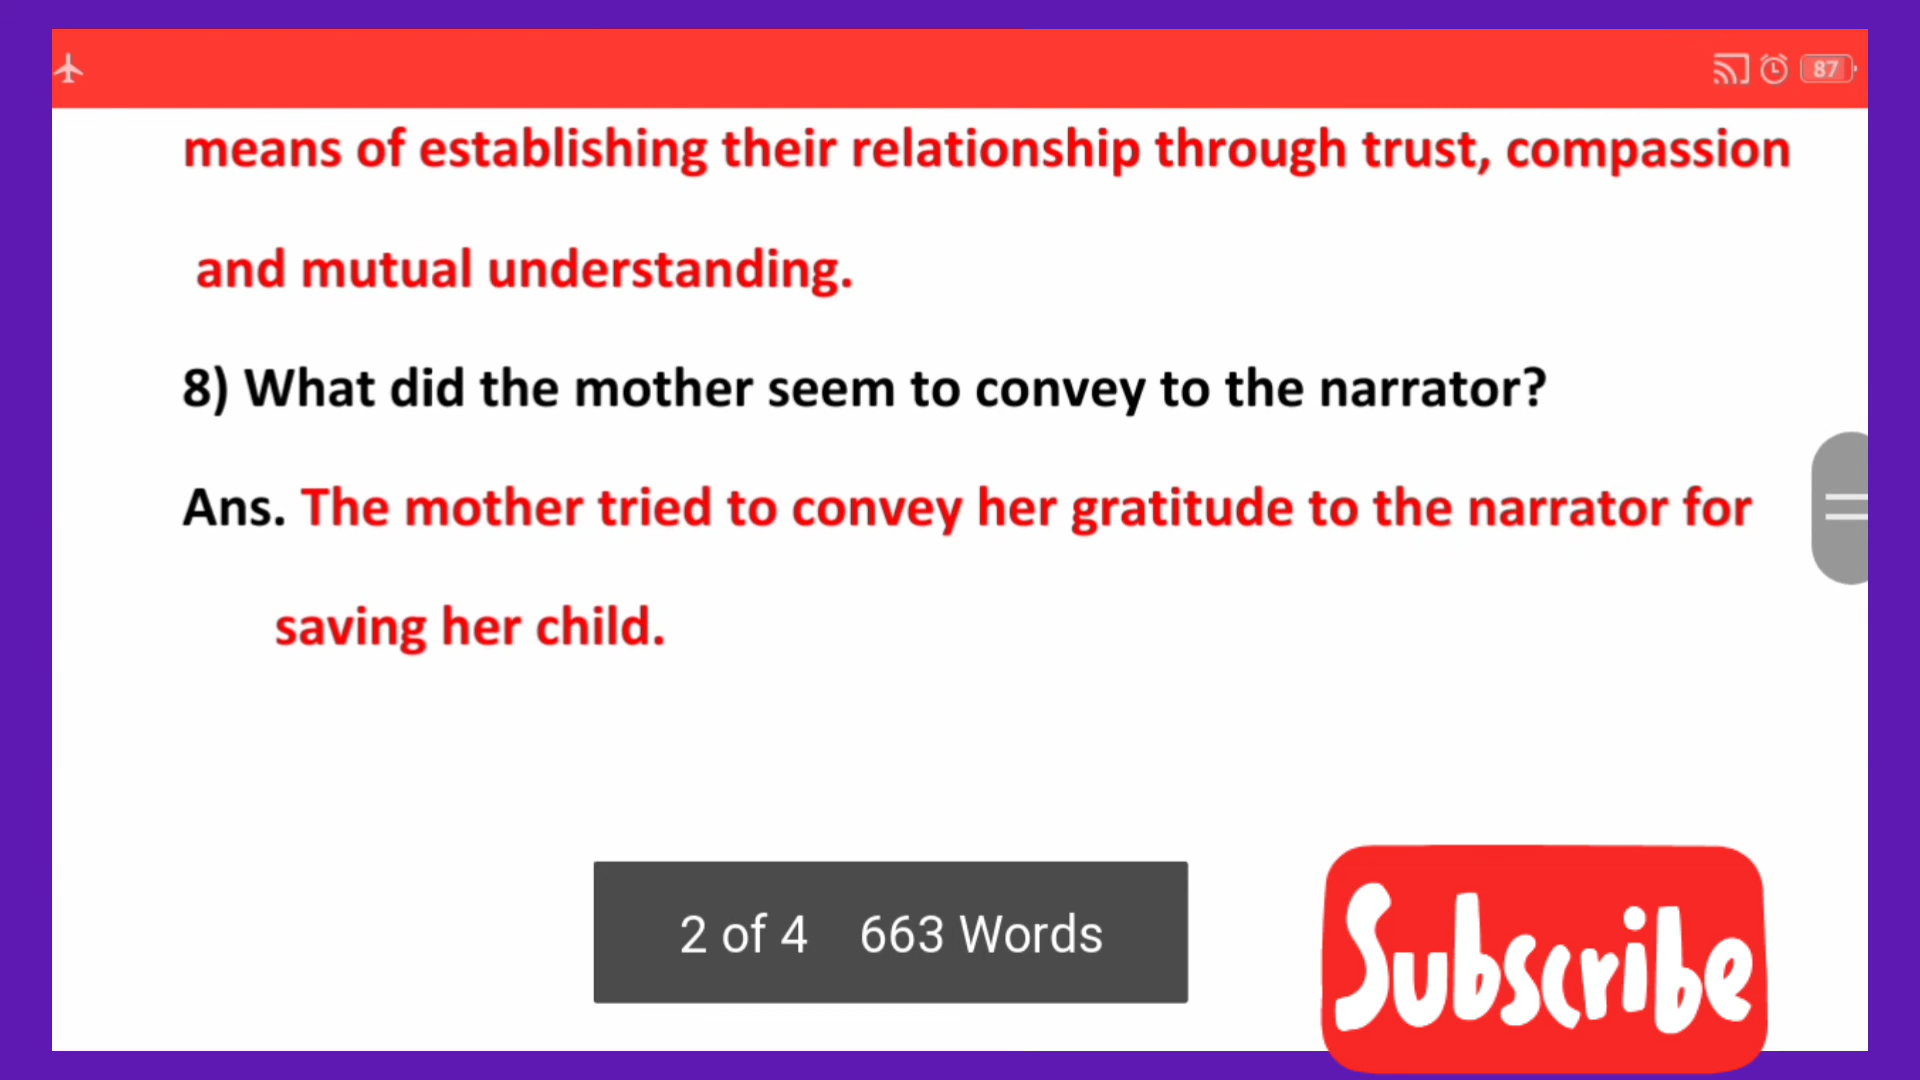 87
means of establishing their relationship through trust, compassion
and mutual understanding.
8) What did the mother seem to convey to the narrator?
Ans. The mother tried to convey her gratitude to the narrator for
saving her child.
2 of 4 663 Words
Subscribe